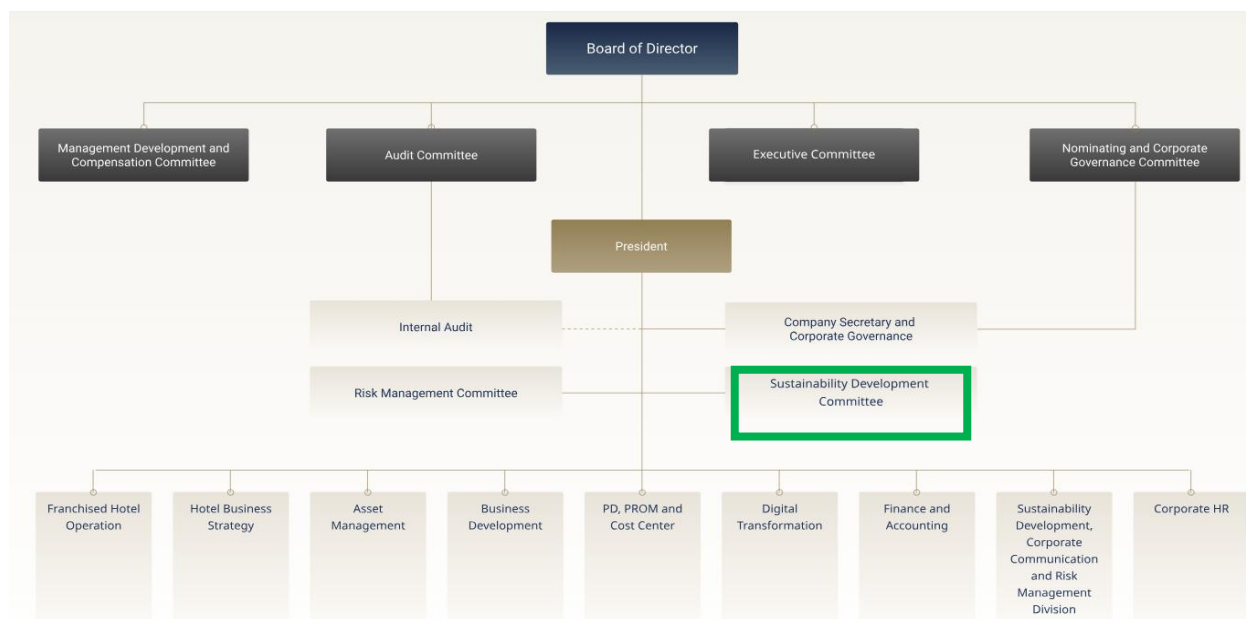 Board of Director
Management Development and
Compensation Committee
Audit Committee
Executive Committee
Nominating and Corporate
Governance Committee
President
Internal Audit
Company Secretary and
Corporate Governance
Risk Management Committee
Sustainability Development
Committee
Franchised Hotel
Operation
Hotel Business
Strategy
Asset
Management
Business
Development
PD, PROM and
Cost Center
Digital
Transformation
Finance and
Accounting
Sustainability
Development,
Corporate
Communication
and Risk
Management
Division
Corporate HR